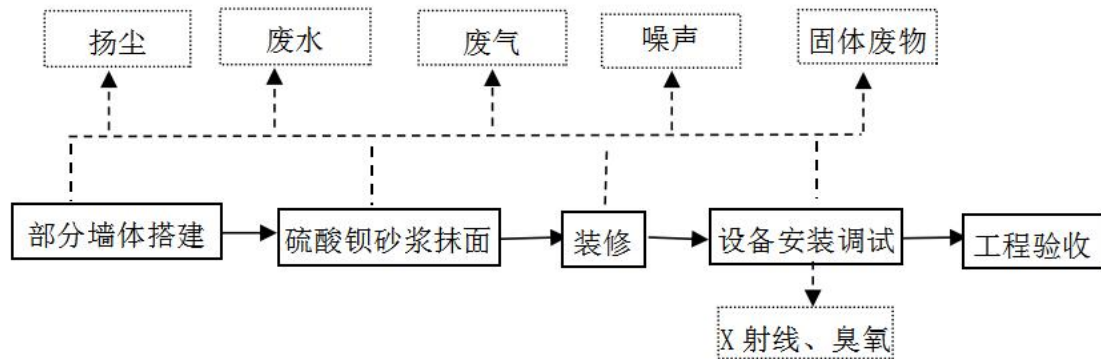 扬尘
废水
废气
噪声
固体废物
部分墙体搭建
硫酸钡砂浆抹面
装修
设备安装调试
工程验收
X 射线、臭氧